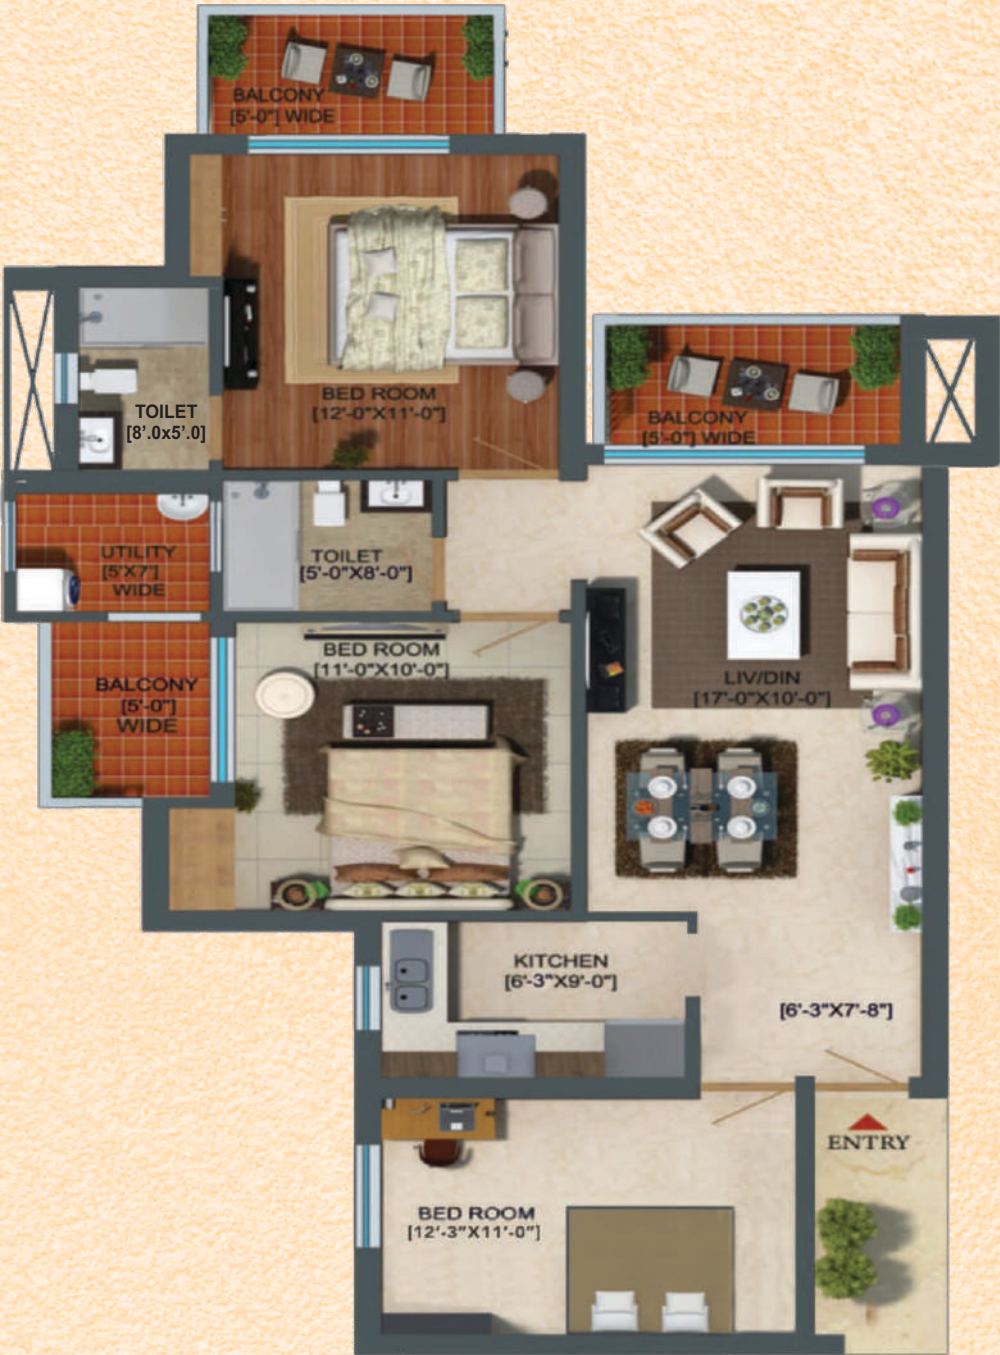 BALCONY
[5'-0"] WIDE
BED ROOM
[12'-0"X11'-0"]
TOILET
[8'.0x5'.0]
BALCONY
[5'-0"] WIDE
UTILITY
[5'X7']
WIDE
TOILET
[5'-0"X8'-0"]
BED ROOM
[11'-0"X10'-0"]
BALCONY
[5'-0"]
WIDE
LIV/DIN
[17'-0"X10'-0"]
KITCHEN
[6'-3"X9'-0"]
[6'-3"X7'-8"]
ENTRY
BED ROOM
[12'-3"X11'-0"]